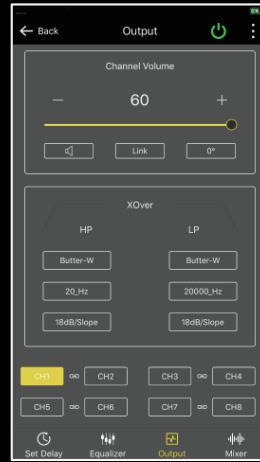 Back Output
Channel Volume
60
Link 0°
XOver
HP LP
Butter-W Butter-W
20_Hz 20000_Hz
18dB/Slope 18dB/Slope
CH1 CH2 CH3 CH4
CH5 CH6 CH7 CH8
Set Delay Equalizer Output Mixer